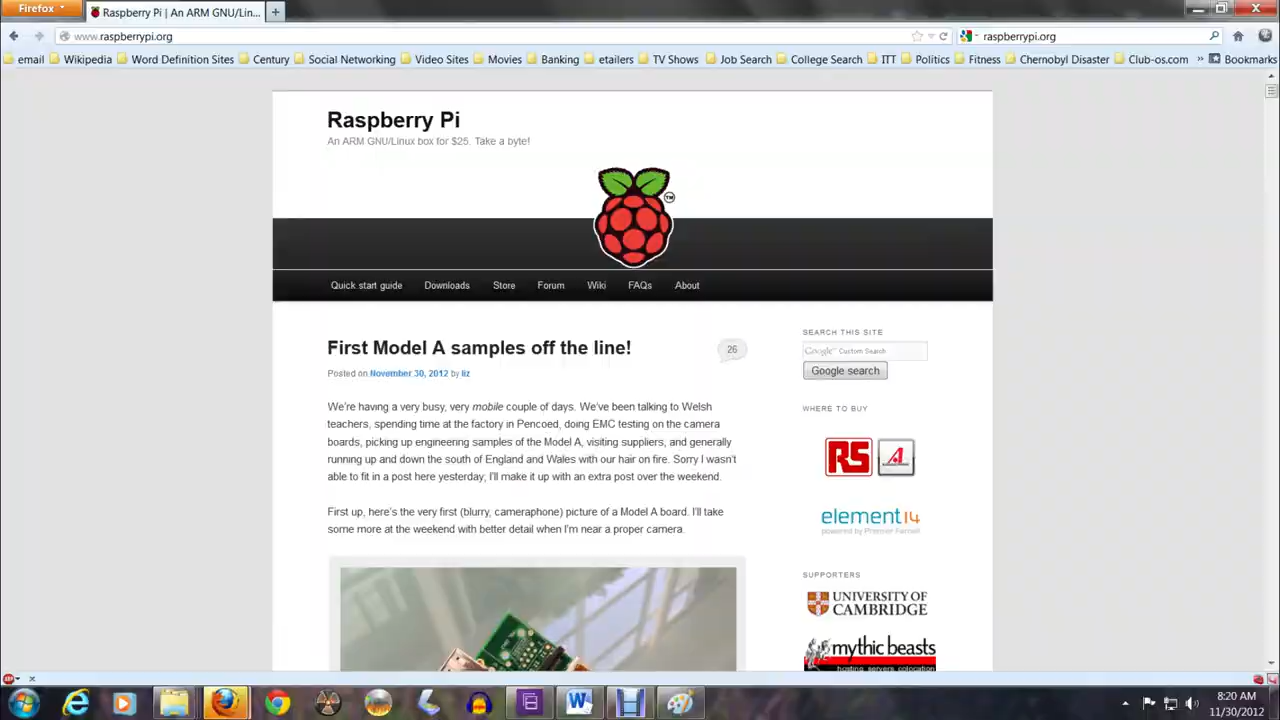 Firefox
Raspberry Pi | An ARM GNU/Lin...
www.raspberrypi.org
raspberrypi.org
email Wikipedia Word Definition Sites Century Social Networking Video Sites Movies Banking etailers TV Shows Job Search College Search ITT Politics Fitness Chernobyl Disaster Club-os.com » Bookmarks
Raspberry Pi
An ARM GNU/Linux box for $25. Take a byte!
TM
Quick start guide Downloads Store Forum Wiki FAQs About
First Model A samples off the line!
26
Posted on November 30, 2012 by liz
We're having a very busy, very mobile couple of days. We've been talking to Welsh
teachers, spending time at the factory in Pencoed, doing EMC testing on the camera
boards, picking up engineering samples of the Model A, visiting suppliers, and generally
running up and down the south of England and Wales with our hair on fire. Sorry I wasn't
able to fit in a post here yesterday; I'll make it up with an extra post over the weekend.
First up, here's the very first (blurry, cameraphone) picture of a Model A board. I'll take
some more at the weekend with better detail when I'm near a proper camera.
SEARCH THIS SITE
Google™ Custom Search
Google search
WHERE TO BUY
RS
A
element14
powered by Premier Farnell
SUPPORTERS
UNIVERSITY OF
CAMBRIDGE
mythic beasts
hosting, servers, colocation
ABP
W
8:20 AM
11/30/2012